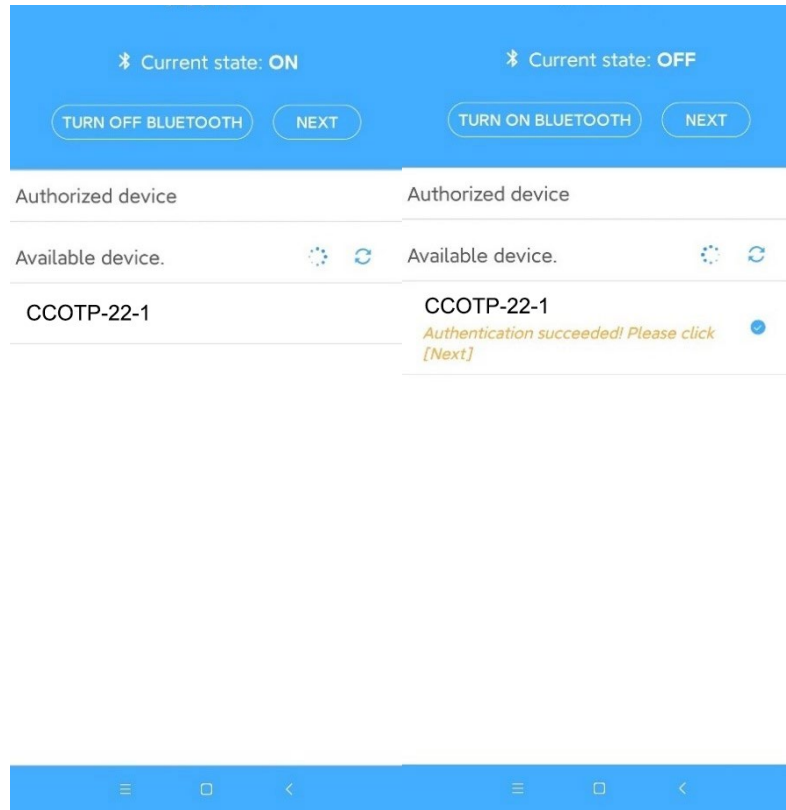 Current state: ON
TURN OFF BLUETOOTH
NEXT
Authorized device
Available device.
CCOTP-22-1
Current state: OFF
TURN ON BLUETOOTH
NEXT
Authorized device
Available device.
CCOTP-22-1
Authentication succeeded! Please click
[Next]